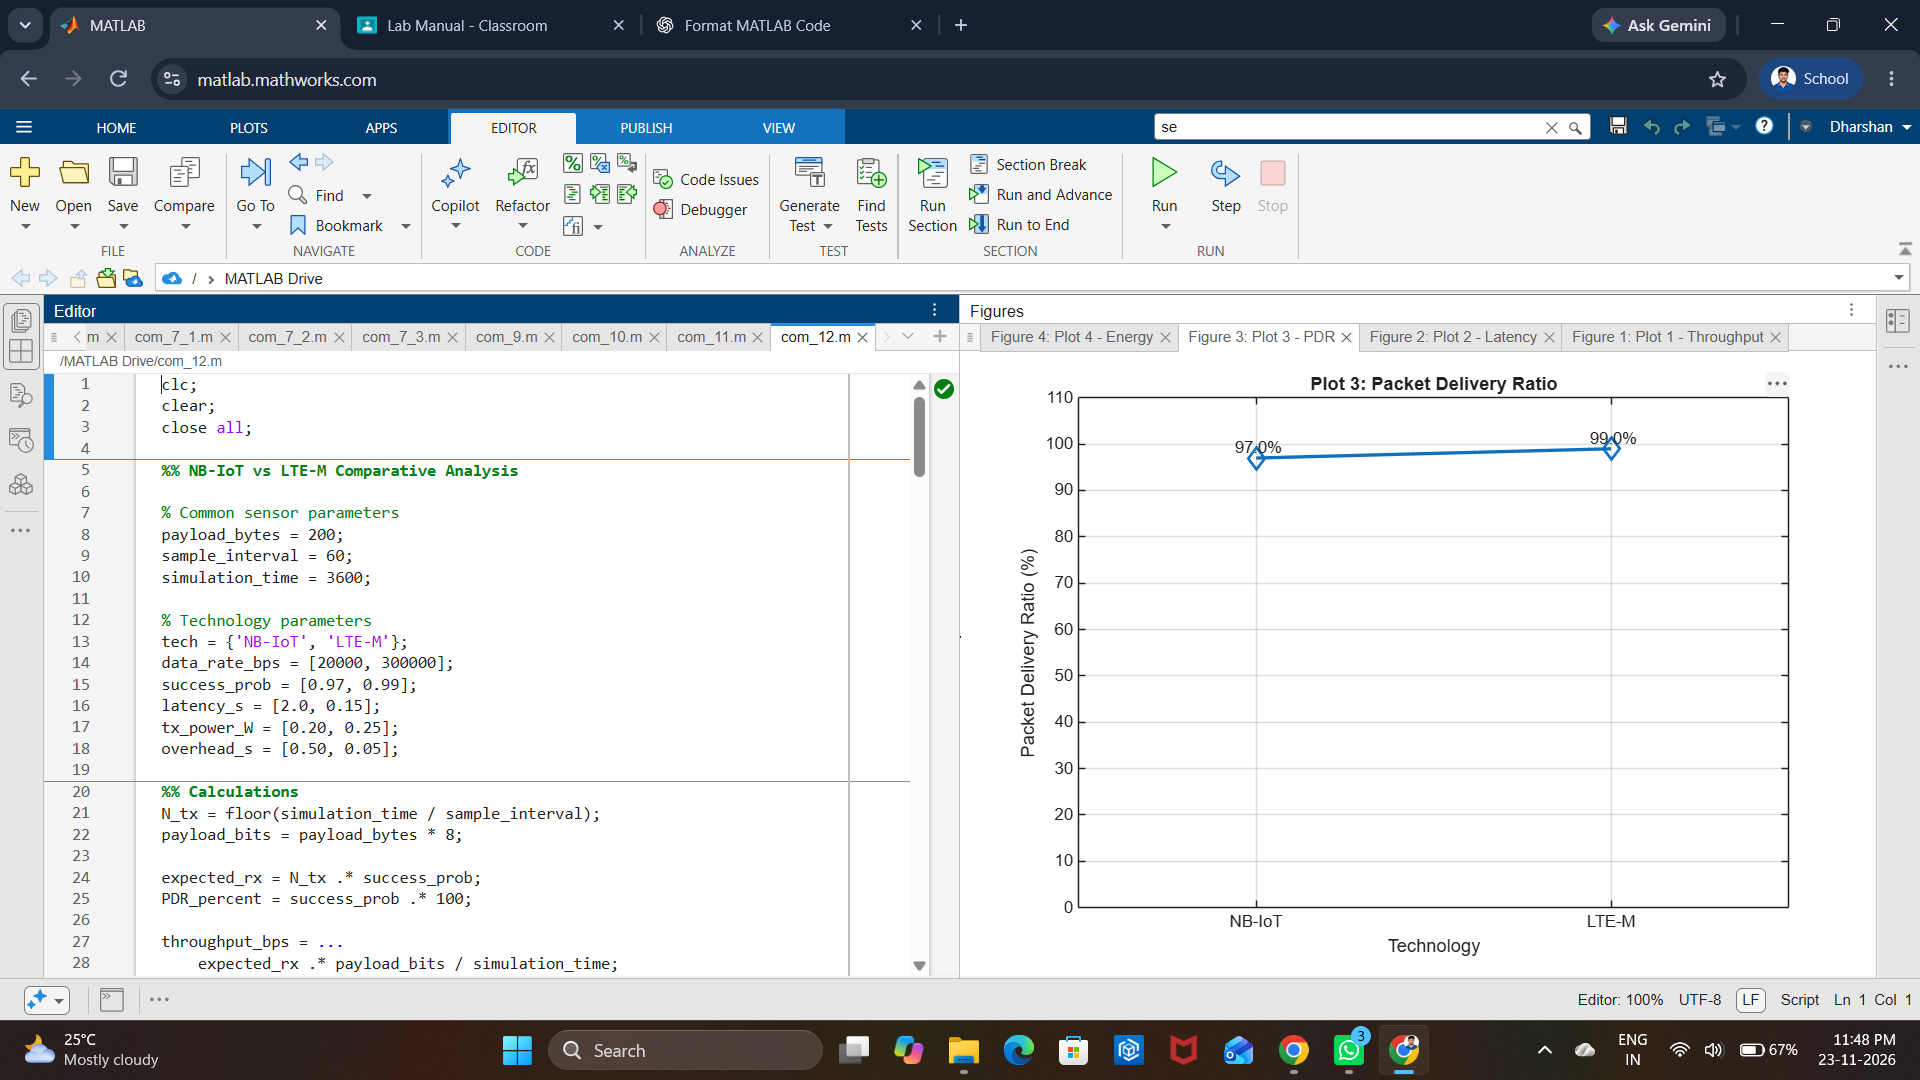 MATLAB
Lab Manual - Classroom
Format MATLAB Code
Ask Gemini
matlab.mathworks.com
School
HOME PLOTS APPS EDITOR PUBLISH VIEW
se
Dharshan
New Open Save Compare
FILE
Go To
Find
Bookmark
NAVIGATE
Copilot Refactor
CODE
Code Issues
Debugger
ANALYZE
Generate Test
Find Tests
TEST
Run Section
Section Break
Run and Advance
Run to End
SECTION
Run Step Stop
RUN
/ › MATLAB Drive
Editor
m com_7_1.m com_7_2.m com_7_3.m com_9.m com_10.m com_11.m com_12.m
/MATLAB Drive/com_12.m
1 clc;
2 clear;
3 close all;
4
5 %% NB-IoT vs LTE-M Comparative Analysis
6
7 % Common sensor parameters
8 payload_bytes = 200;
9 sample_interval = 60;
10 simulation_time = 3600;
11
12 % Technology parameters
13 tech = {'NB-IoT', 'LTE-M'};
14 data_rate_bps = [20000, 300000];
15 success_prob = [0.97, 0.99];
16 latency_s = [2.0, 0.15];
17 tx_power_W = [0.20, 0.25];
18 overhead_s = [0.50, 0.05];
19
20 %% Calculations
21 N_tx = floor(simulation_time / sample_interval);
22 payload_bits = payload_bytes * 8;
23
24 expected_rx = N_tx .* success_prob;
25 PDR_percent = success_prob .* 100;
26
27 throughput_bps = ...
28 expected_rx .* payload_bits / simulation_time;
Figures
Figure 4: Plot 4 - Energy
Figure 3: Plot 3 - PDR
Figure 2: Plot 2 - Latency
Figure 1: Plot 1 - Throughput
Plot 3: Packet Delivery Ratio
110
100
90
80
70
60
50
40
30
20
10
0
Packet Delivery Ratio (%)
97.0%
99.0%
NB-IoT LTE-M
Technology
Editor: 100% UTF-8 LF Script Ln 1 Col 1
25°C
Mostly cloudy
Search
3
ENG
IN
67%
11:48 PM
23-11-2026